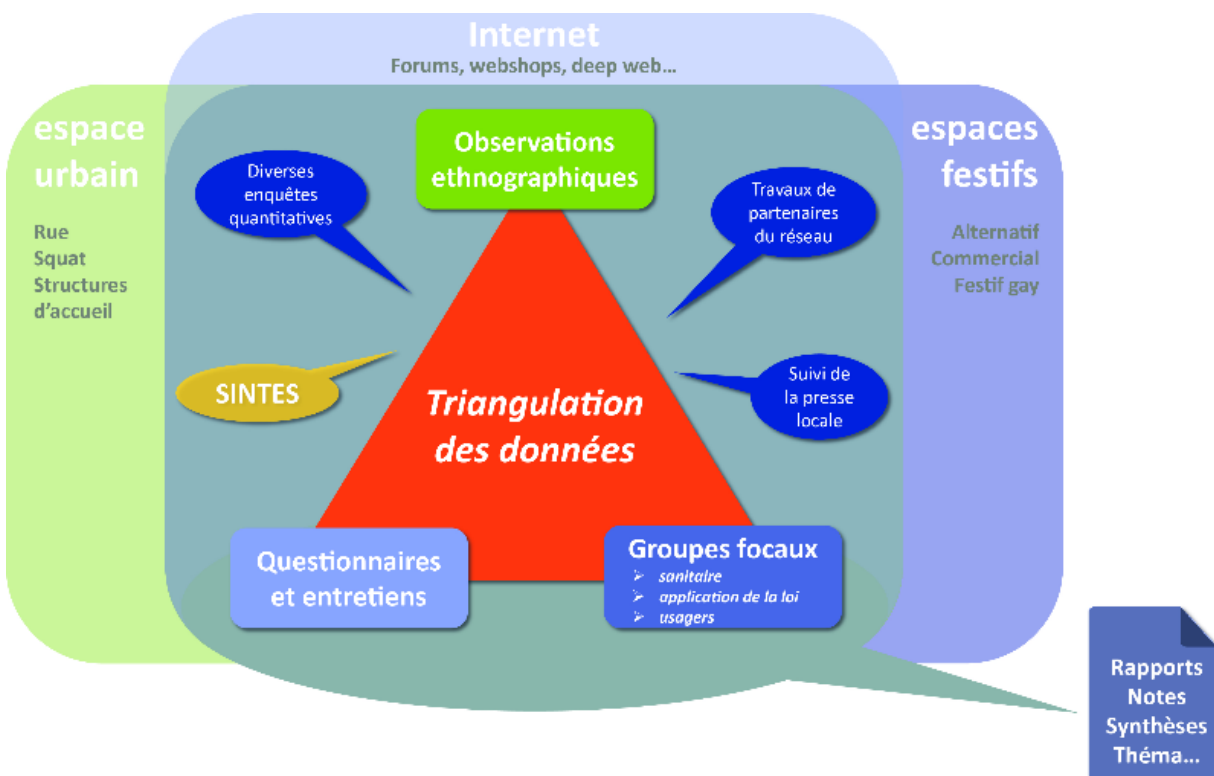 Internet
Forums, webshops, deep web...
espace
urbain
Rue
Squat
Structures
d'accueil
espaces
festifs
Alternatif
Commercial
Festif gay
Observations
ethnographiques
Diverses
enquêtes
quantitatives
Travaux de
partenaires
du réseau
SINTES
Suivi de
la presse
locale
Triangulation
des données
Questionnaires
et entretiens
Groupes focaux
➢ sanitaire
➢ application de la loi
➢ usagers
Rapports
Notes
Synthèses
Théma...